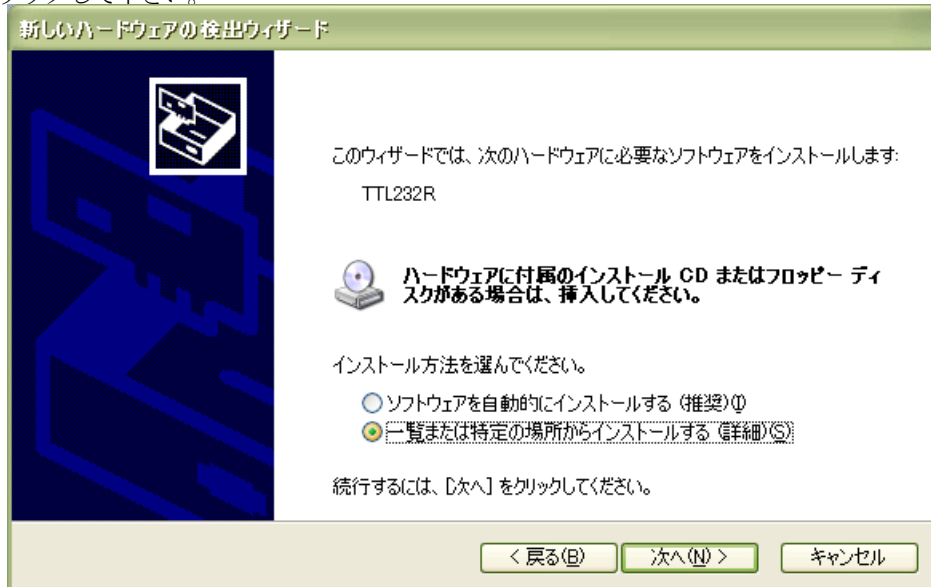 クリックして下さい。
新しいハードウェアの検出ウィザード
このウィザードでは、次のハードウェアに必要なソフトウェアをインストールします:
TTL232R
ハードウェアに付属のインストール CD またはフロッピー ディ
スクがある場合は、挿入してください。
インストール方法を選んでください。
ソフトウェアを自動的にインストールする (推奨)(I)
一覧または特定の場所からインストールする (詳細)(S)
続行するには、[次へ] をクリックしてください。
< 戻る(B)
次へ(N) >
キャンセル